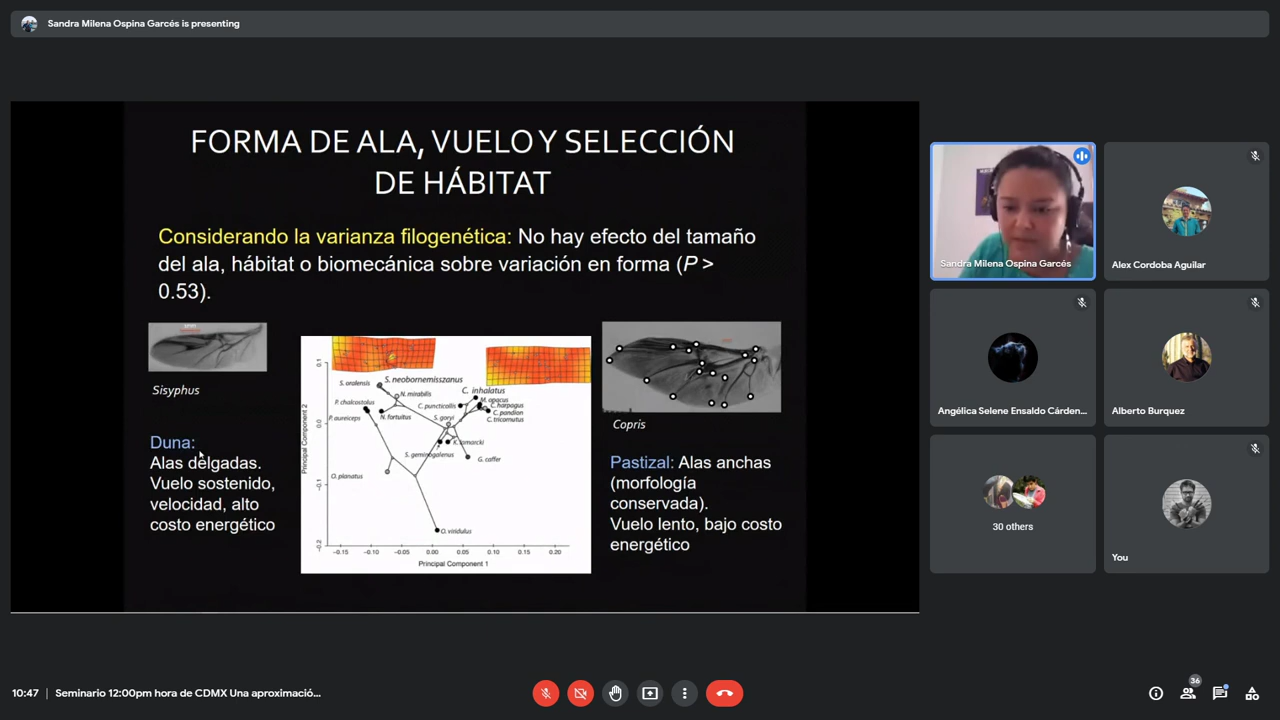 Sandra Milena Ospina Garcés is presenting
FORMA DE ALA, VUELO Y SELECCIÓN
DE HÁBITAT
Considerando la varianza filogenética: No hay efecto del tamaño
del ala, hábitat o biomecánica sobre variación en forma (P >
0.53).
Sisyphus
Duna:
Alas delgadas.
Vuelo sostenido,
velocidad, alto
costo energético
S. oralensis
S. neobornemisszanus
N. mirabilis
P. chalcostolus
P. aureiceps
N. fortuitus
C. inhalatus
C. puncticollis
M. opacus
C. harpagus
C. pandion
C. tricornutus
S. goryi
K. lamarcki
S. geminogalenus
G. caffer
O. planatus
O. viridulus
Principal Component 2
0.1
0.0
-0.1
-0.2
-0.15
-0.10
-0.05
0.00
0.05
0.10
0.15
0.20
Principal Component 1
Copris
Pastizal: Alas anchas
(morfología
conservada).
Vuelo lento, bajo costo
energético
Sandra Milena Ospina Garcés
Alex Cordoba Aguilar
Angélica Selene Ensaldo Cárden...
Alberto Burquez
30 others
You
10:47 | Seminario 12:00pm hora de CDMX Una aproximació...
36